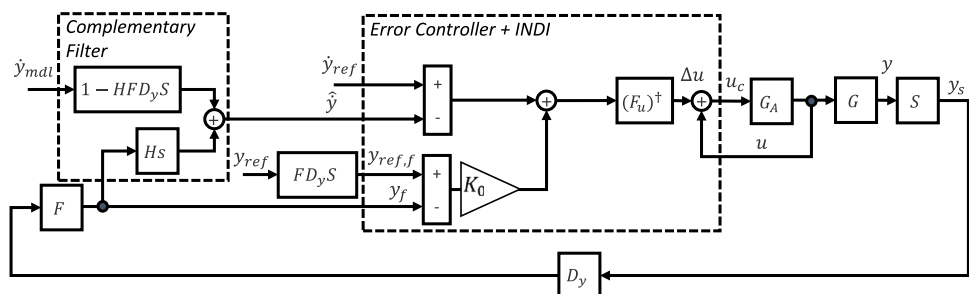 Complementary
Filter
ẏ_mdl
1 − HFD_yS
+
Hs
F
Error Controller + INDI
ẏ_ref
ŷ̇
+
-
y_ref
FD_yS
y_ref,f
y_f
+
-
K_0
+
(F_u)^†
Δu
+
u_c
G_A
u
G
y
S
y_s
D_y